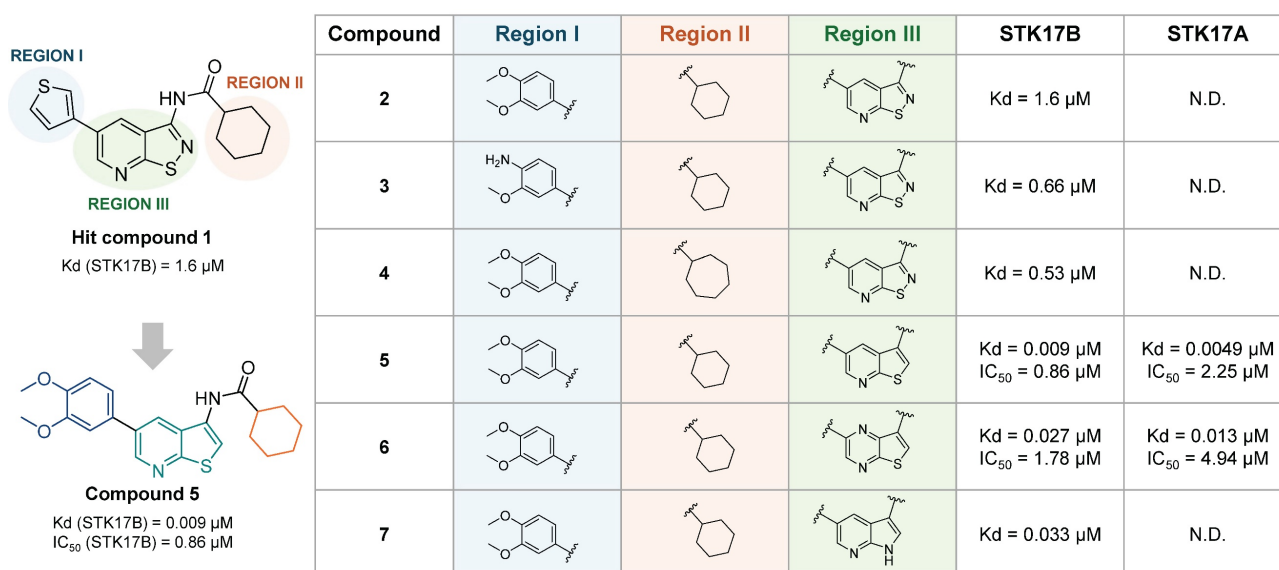 REGION I
REGION II
S
HN
O
N
N
S
REGION III
Hit compound 1
Kd (STK17B) = 1.6 µM
O
O
HN
O
N
S
Compound 5
Kd (STK17B) = 0.009 µM
IC50 (STK17B) = 0.86 µM
Compound Region I Region II Region III STK17B STK17A
2 O O N S N Kd = 1.6 µM N.D.
3 H2N O N S N Kd = 0.66 µM N.D.
4 O O N S N Kd = 0.53 µM N.D.
5 O O N S Kd = 0.009 µM Kd = 0.0049 µM
IC50 = 0.86 µM IC50 = 2.25 µM
6 O O N N S Kd = 0.027 µM Kd = 0.013 µM
IC50 = 1.78 µM IC50 = 4.94 µM
7 O O N N H Kd = 0.033 µM N.D.